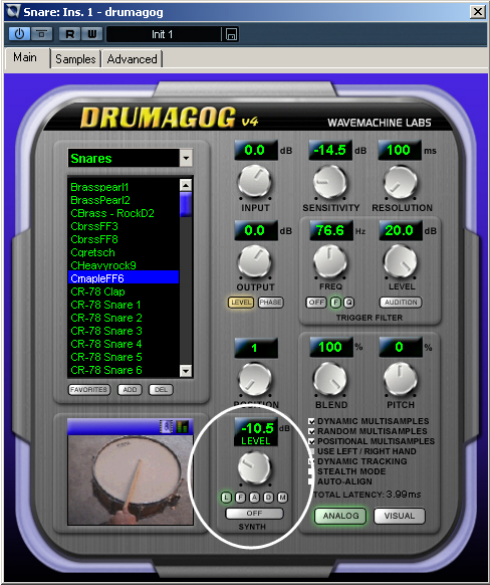 Snare: Ins. 1 - drumagog
R W Init 1
Main Samples Advanced
DRUMAGOG V4 WAVEMACHINE LABS
Snares
Brasspearl1
BrassPearl2
CBrass - RockD2
CbrssFF3
CbrssFF8
Cgretsch
CHeavyrock9
CmapleFF6
CR-78 Clap
CR-78 Snare 1
CR-78 Snare 2
CR-78 Snare 3
CR-78 Snare 4
CR-78 Snare 5
CR-78 Snare 6
FAVORITES ADD DEL
0.0 dB -14.5 dB 100 ms
INPUT SENSITIVITY RESOLUTION
0.0 dB 76.6 Hz 20.0 dB
OUTPUT FREQ LEVEL
LEVEL PHASE OFF F Q AUDITION
TRIGGER FILTER
1 100 % 0 %
POSITION BLEND PITCH
-10.5 dB
LEVEL
L F A D M
OFF
SYNTH
DYNAMIC MULTISAMPLES
RANDOM MULTISAMPLES
POSITIONAL MULTISAMPLES
USE LEFT / RIGHT HAND
DYNAMIC TRACKING
STEALTH MODE
AUTO-ALIGN
TOTAL LATENCY: 3.99ms
ANALOG VISUAL